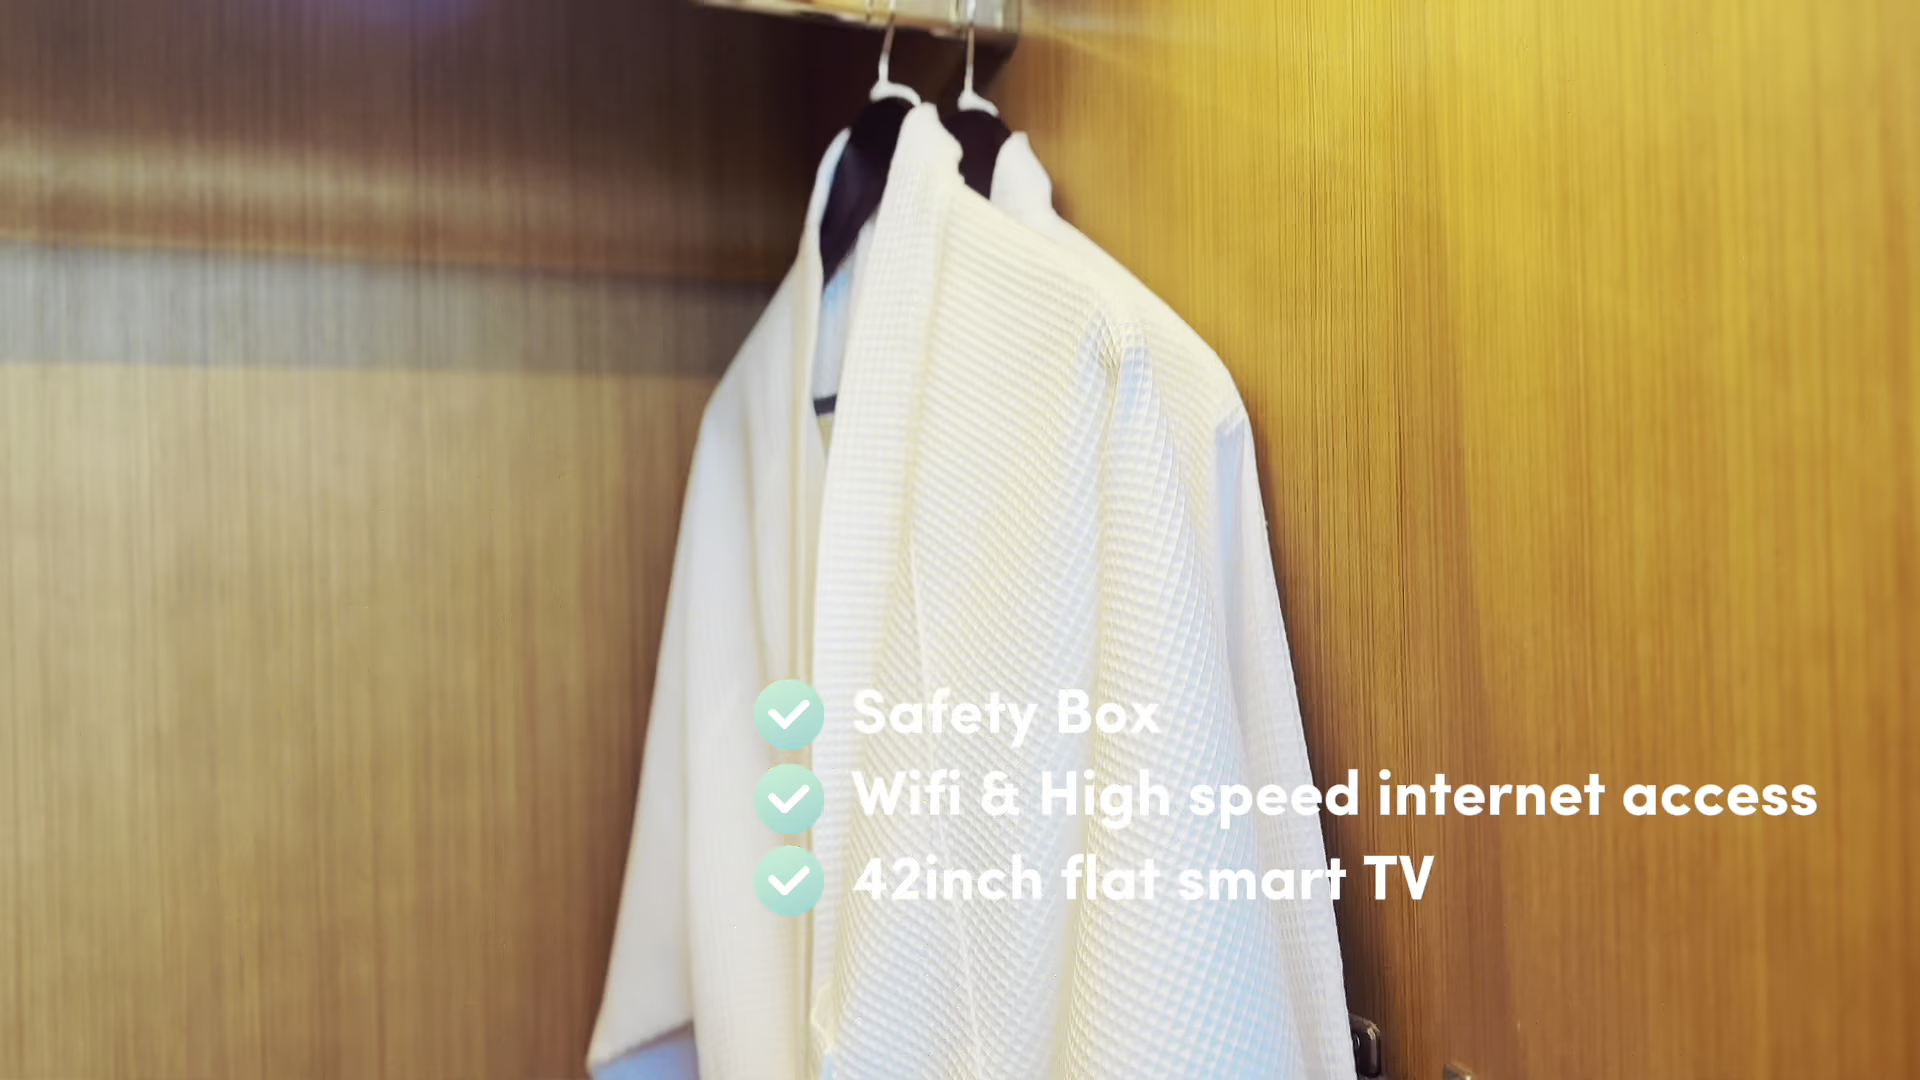 Safety Box
Wifi & High speed internet access
42inch flat smart TV